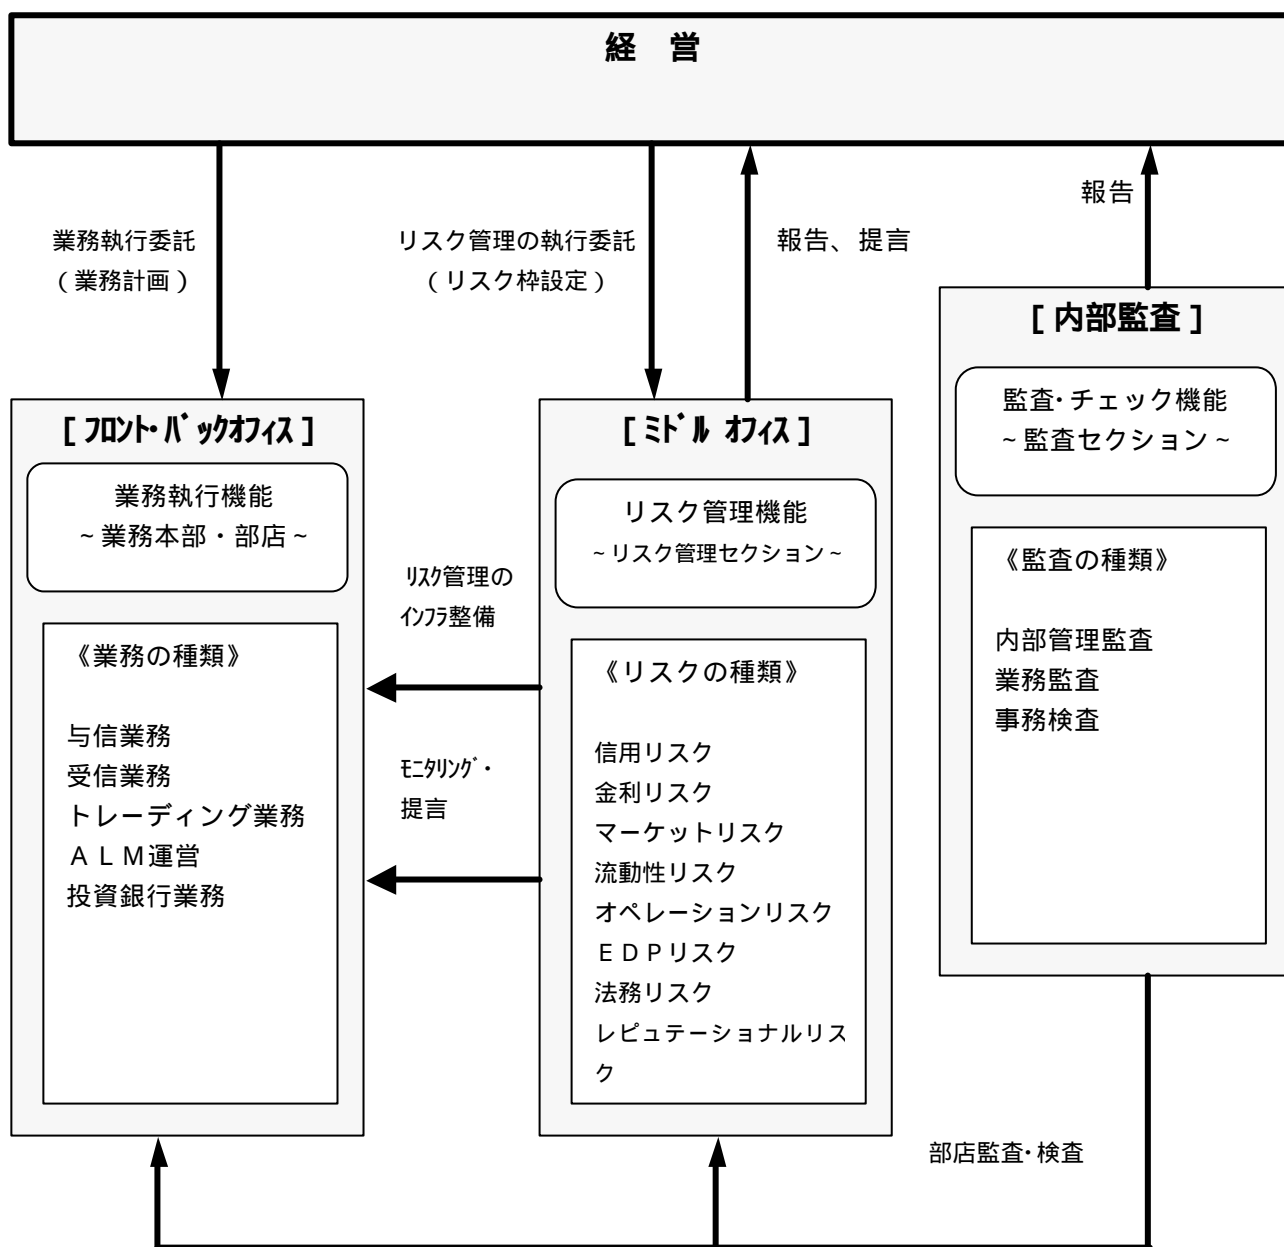 経　営
業務執行委託
（業務計画）
リスク管理の執行委託
（リスク枠設定）
報告、提言
報告
[ ﾌﾛﾝﾄ･ﾊﾞｯｸｵﾌｨｽ ]
業務執行機能
~業務本部・部店~
《業務の種類》
与信業務
受信業務
トレーディング業務
ＡＬＭ運営
投資銀行業務
ﾘｽｸ管理の
ｲﾝﾌﾗ整備
ﾓﾆﾀﾘﾝｸﾞ・
提言
[ ﾐﾄﾞﾙ ｵﾌｨｽ ]
リスク管理機能
~リスク管理セクション~
《リスクの種類》
信用リスク
金利リスク
マーケットリスク
流動性リスク
オペレーションリスク
ＥＤＰリスク
法務リスク
レピュテーショナルリス
ク
[ 内部監査 ]
監査･チェック機能
~監査セクション~
《監査の種類》
内部管理監査
業務監査
事務検査
部店監査･検査